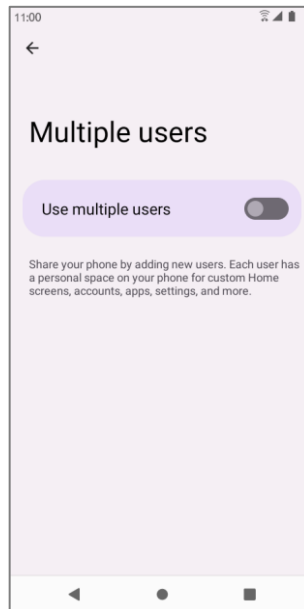 11:00
Multiple users
Use multiple users
Share your phone by adding new users. Each user has
a personal space on your phone for custom Home
screens, accounts, apps, settings, and more.